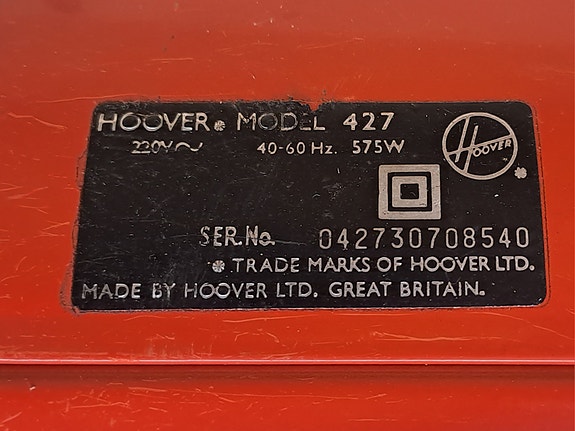 HOOVER* MODEL 427
220V~ 40-60 Hz. 575W
HOOVER *
SER.No. 042730708540
* TRADE MARKS OF HOOVER LTD.
MADE BY HOOVER LTD. GREAT BRITAIN.